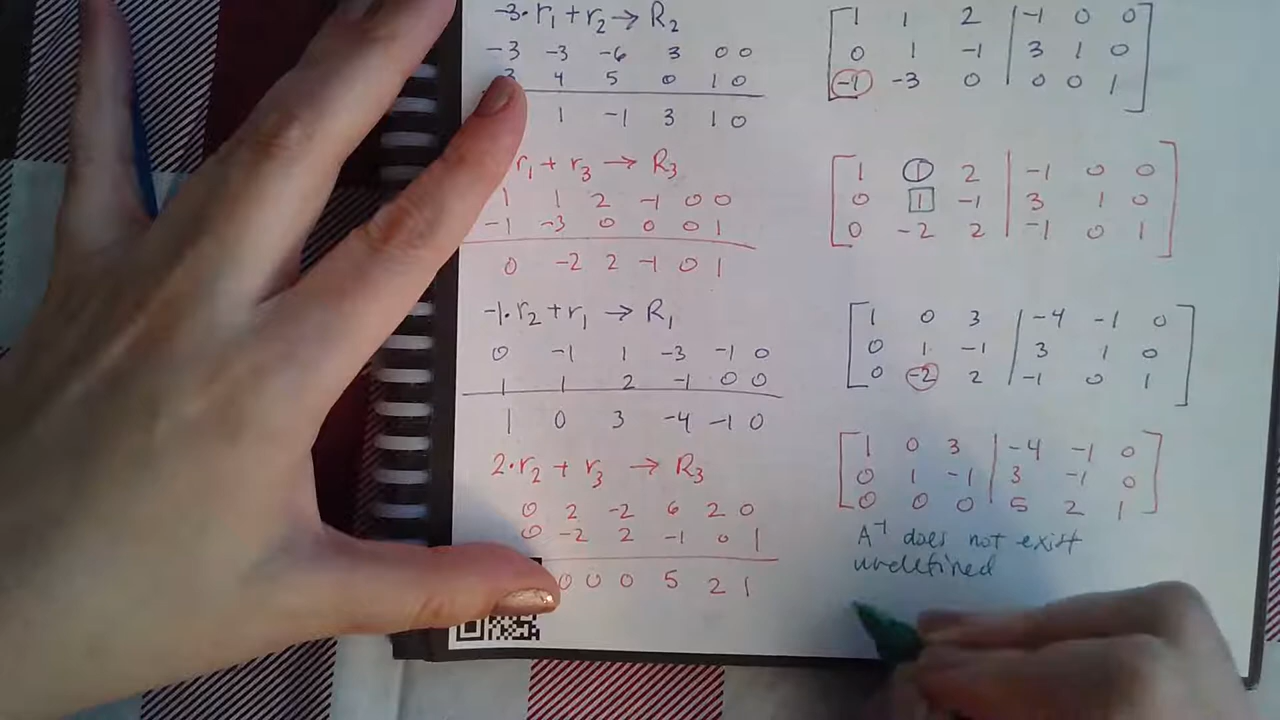 -3·r₁ + r₂ → R₂
-3 -3 -6 3 0 0
3 4 5 0 1 0
1 -1 3 1 0
r₁ + r₃ → R₃
1 1 2 -1 0 0
-1 -3 0 0 0 1
0 -2 2 -1 0 1
-1·r₂ + r₁ → R₁
0 -1 1 -3 -1 0
1 1 2 -1 0 0
1 0 3 -4 -1 0
2·r₂ + r₃ → R₃
0 2 -2 6 2 0
0 -2 2 -1 0 1
0 0 0 5 2 1
1 1 2 | -1 0 0
0 1 -1 | 3 1 0
-1 -3 0 | 0 0 1
1 1 2 | -1 0 0
0 1 -1 | 3 1 0
0 -2 2 | -1 0 1
1 0 3 | -4 -1 0
0 1 -1 | 3 1 0
0 -2 2 | -1 0 1
1 0 3 | -4 -1 0
0 1 -1 | 3 -1 0
0 0 0 | 5 2 1
A⁻¹ does not exist
undefined